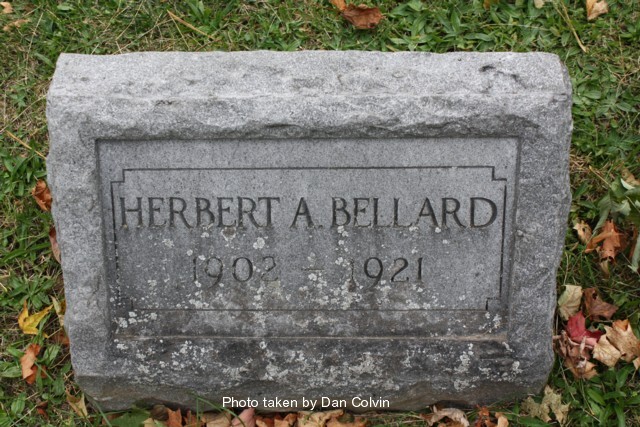 HERBERT A. BELLARD
1902 – 1921
Photo taken by Dan Colvin